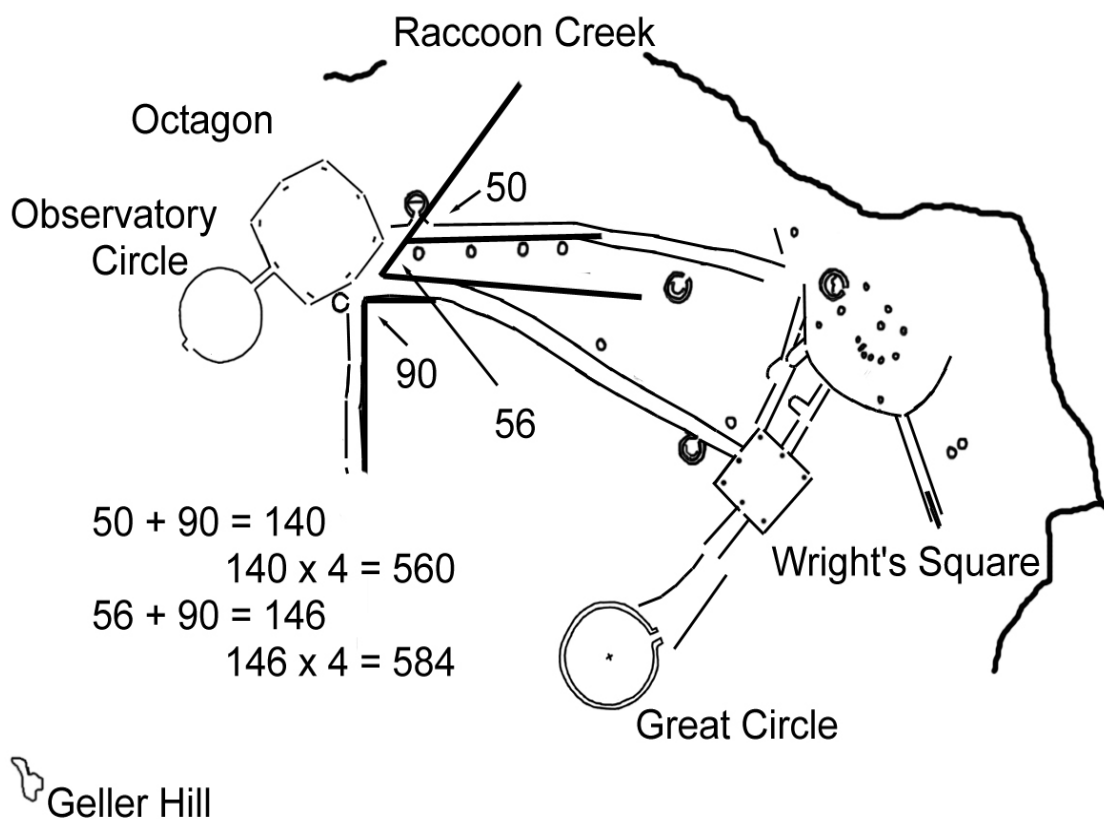 Raccoon Creek
Octagon
50
Observatory
Circle
C
90
56
50 + 90 = 140
140 x 4 = 560
56 + 90 = 146
146 x 4 = 584
Wright's Square
Great Circle
Geller Hill